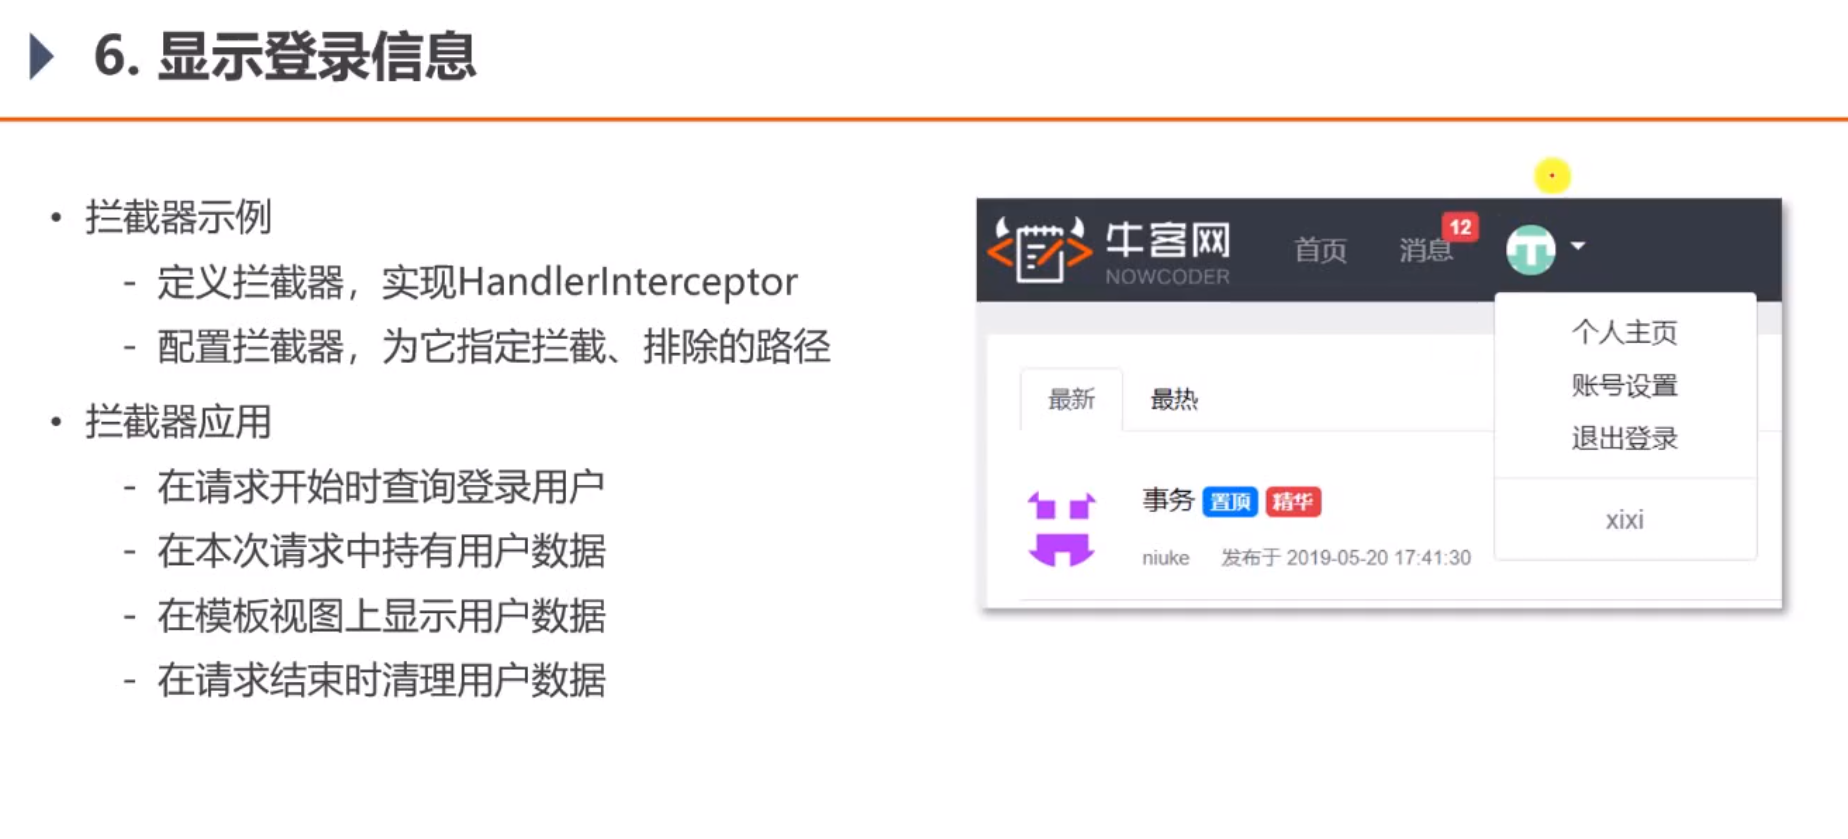 6. 显示登录信息
• 拦截器示例
- 定义拦截器，实现HandlerInterceptor
- 配置拦截器，为它指定拦截、排除的路径
• 拦截器应用
- 在请求开始时查询登录用户
- 在本次请求中持有用户数据
- 在模板视图上显示用户数据
- 在请求结束时清理用户数据
牛客网
NOWCODER
首页
消息
12
个人主页
账号设置
退出登录
xixi
最新
最热
事务 置顶 精华
niuke 发布于 2019-05-20 17:41:30